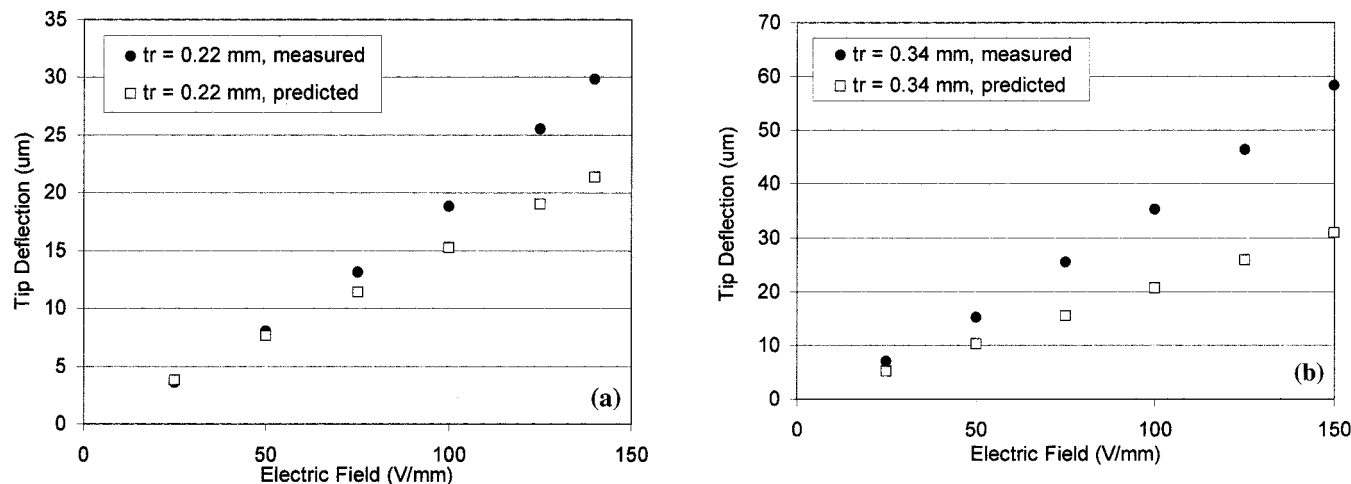 35
30
25
20
15
10
5
0
Tip Deflection (um)
tr = 0.22 mm, measured
tr = 0.22 mm, predicted
(a)
0
50
100
150
Electric Field (V/mm)
70
60
50
40
30
20
10
0
Tip Deflection (um)
tr = 0.34 mm, measured
tr = 0.34 mm, predicted
(b)
0
50
100
150
Electric Field (V/mm)